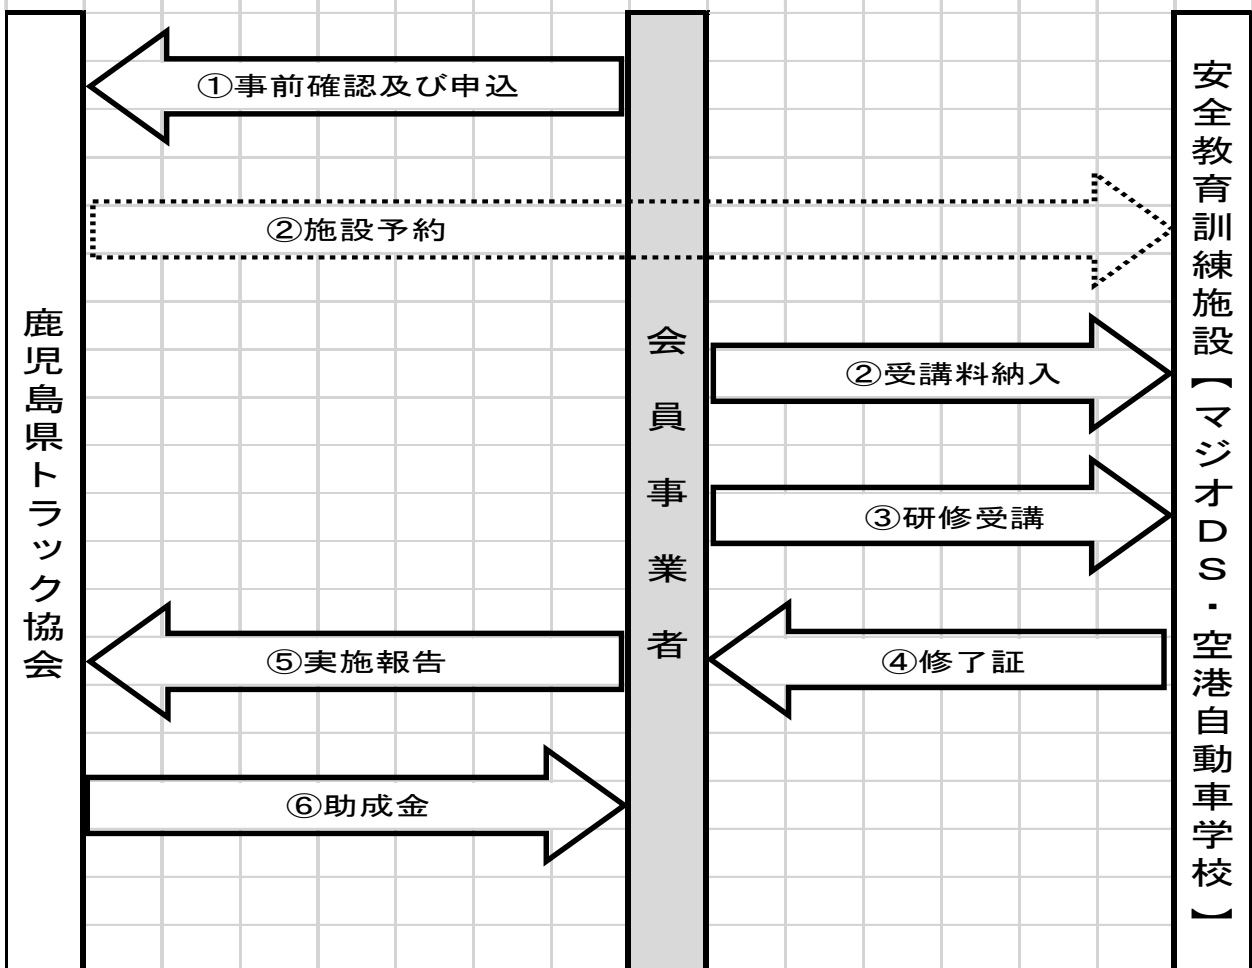 鹿児島県トラック協会
会員事業者
安全教育訓練施設【マジオDS・空港自動車学校】
①事前確認及び申込
②施設予約
②受講料納入
③研修受講
④修了証
⑤実施報告
⑥助成金